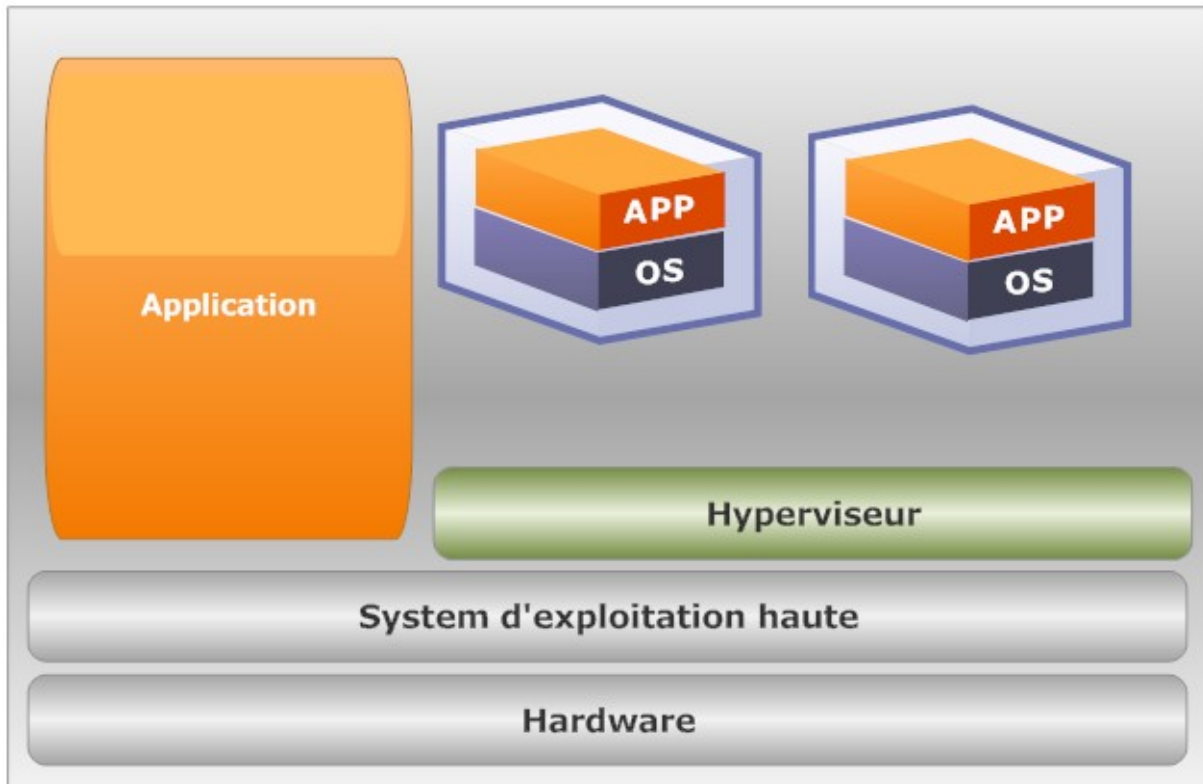 Application
APP
OS
APP
OS
Hyperviseur
System d'exploitation haute
Hardware